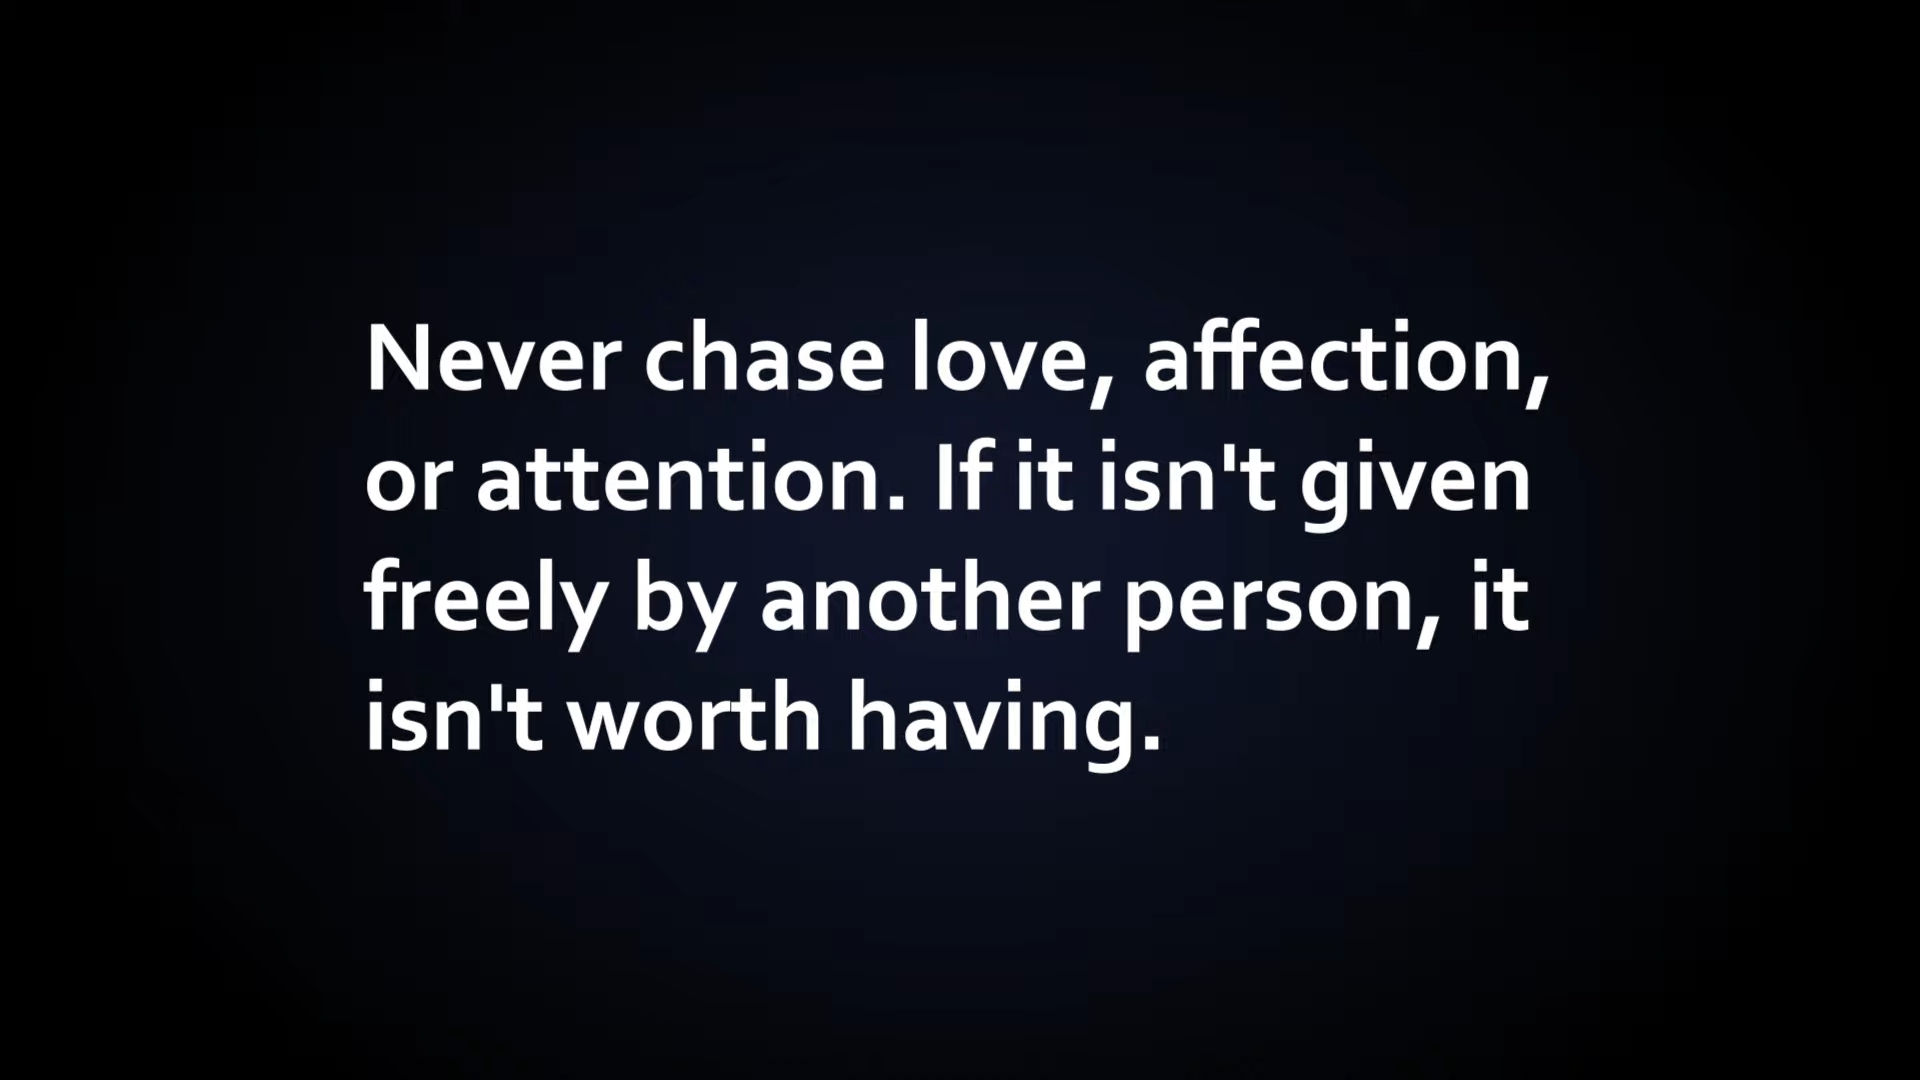 Never chase love, affection,
or attention. If it isn't given
freely by another person, it
isn't worth having.